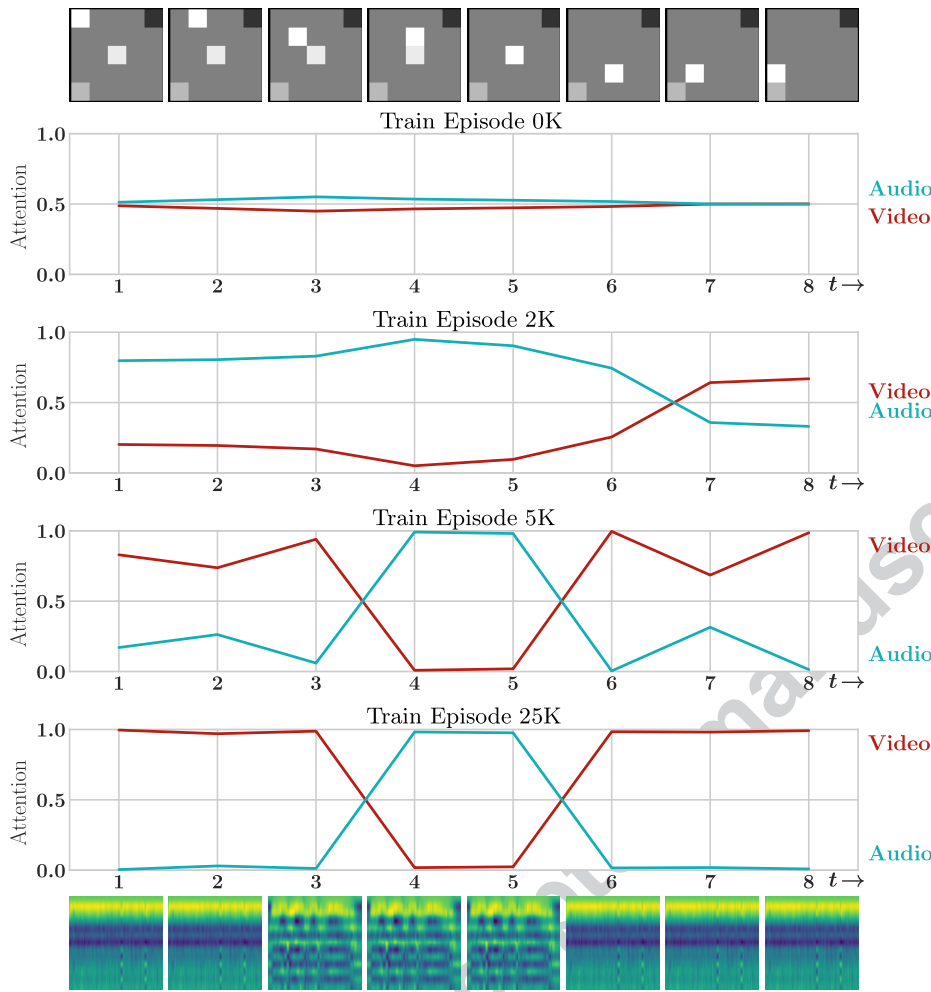 Train Episode 0K
1.0
0.5
0.0
Attention
Audio
Video
1 2 3 4 5 6 7 8 t→
Train Episode 2K
1.0
0.5
0.0
Attention
Video
Audio
1 2 3 4 5 6 7 8 t→
Train Episode 5K
1.0
0.5
0.0
Attention
Video
Audio
1 2 3 4 5 6 7 8 t→
Train Episode 25K
1.0
0.5
0.0
Attention
Video
Audio
1 2 3 4 5 6 7 8 t→